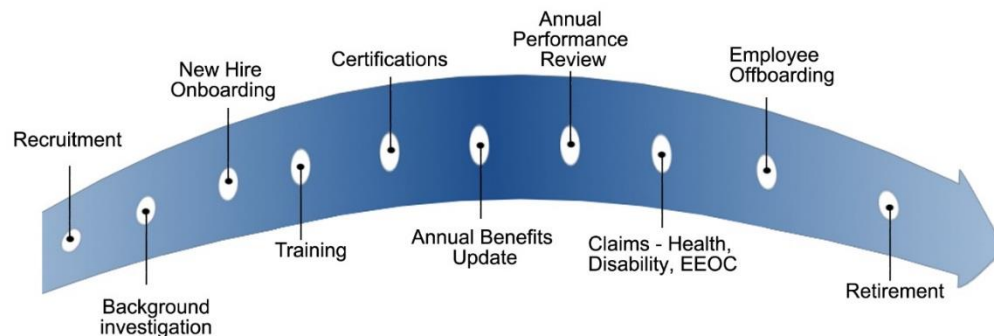 Recruitment
Background
investigation
New Hire
Onboarding
Training
Certifications
Annual Benefits
Update
Annual
Performance
Review
Claims - Health,
Disability, EEOC
Employee
Offboarding
Retirement